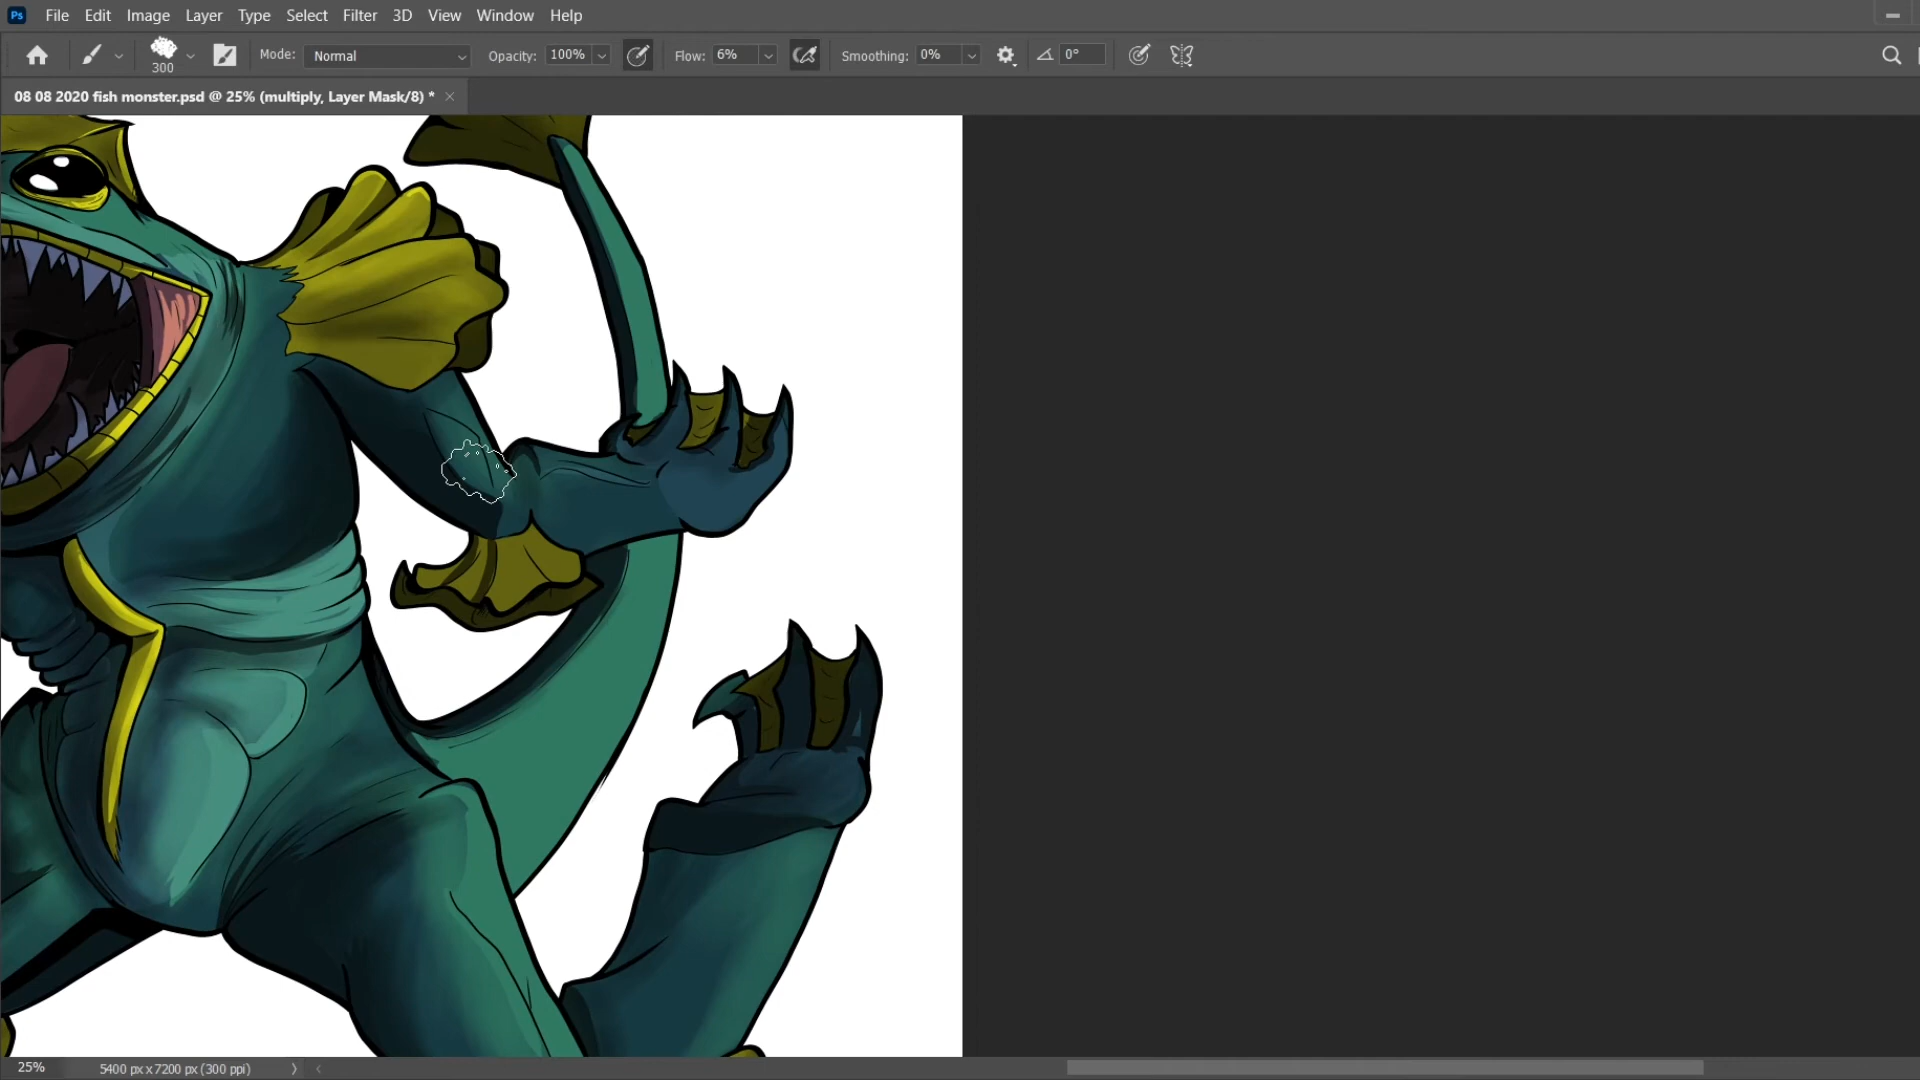 Ps File Edit Image Layer Type Select Filter 3D View Window Help
300 Mode: Normal Opacity: 100% Flow: 6% Smoothing: 0% 0°
08 08 2020 fish monster.psd @ 25% (multiply, Layer Mask/8) *
25% 5400 px x 7200 px (300 ppi)